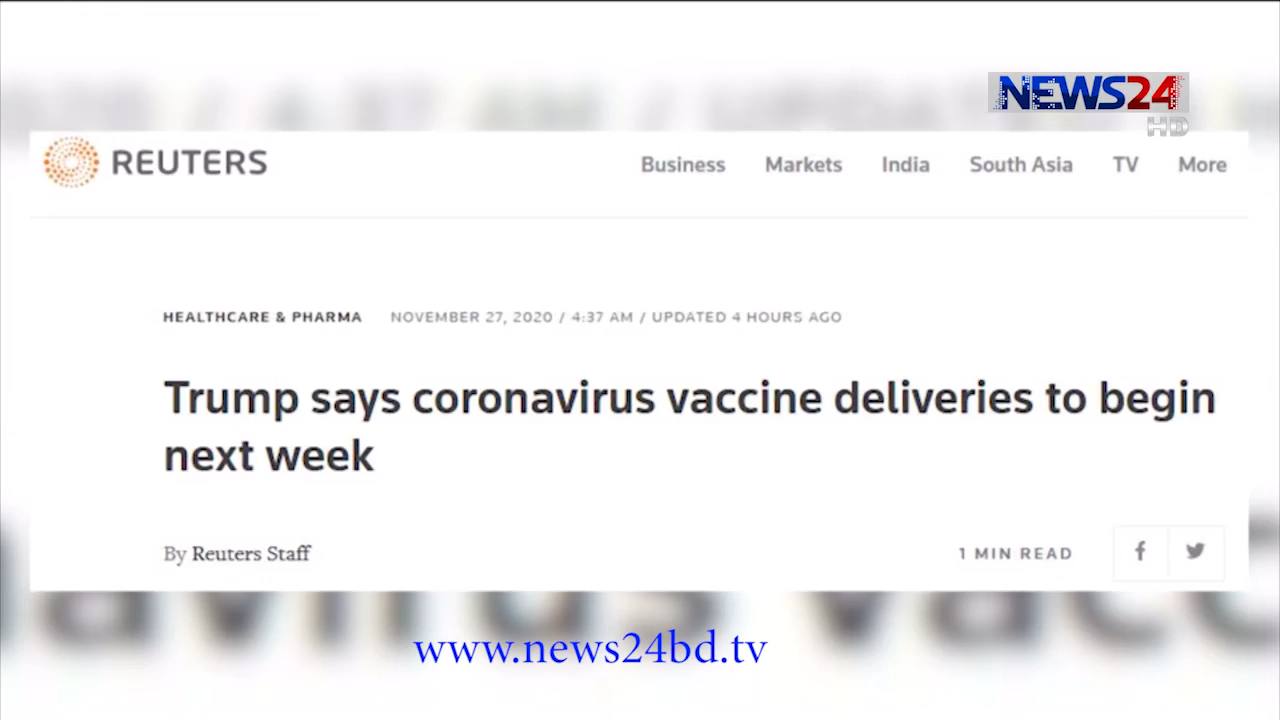 NEWS24
HD
REUTERS
Business Markets India South Asia TV More
HEALTHCARE & PHARMA NOVEMBER 27, 2020 / 4:37 AM / UPDATED 4 HOURS AGO
Trump says coronavirus vaccine deliveries to begin
next week
By Reuters Staff
1 MIN READ
www.news24bd.tv